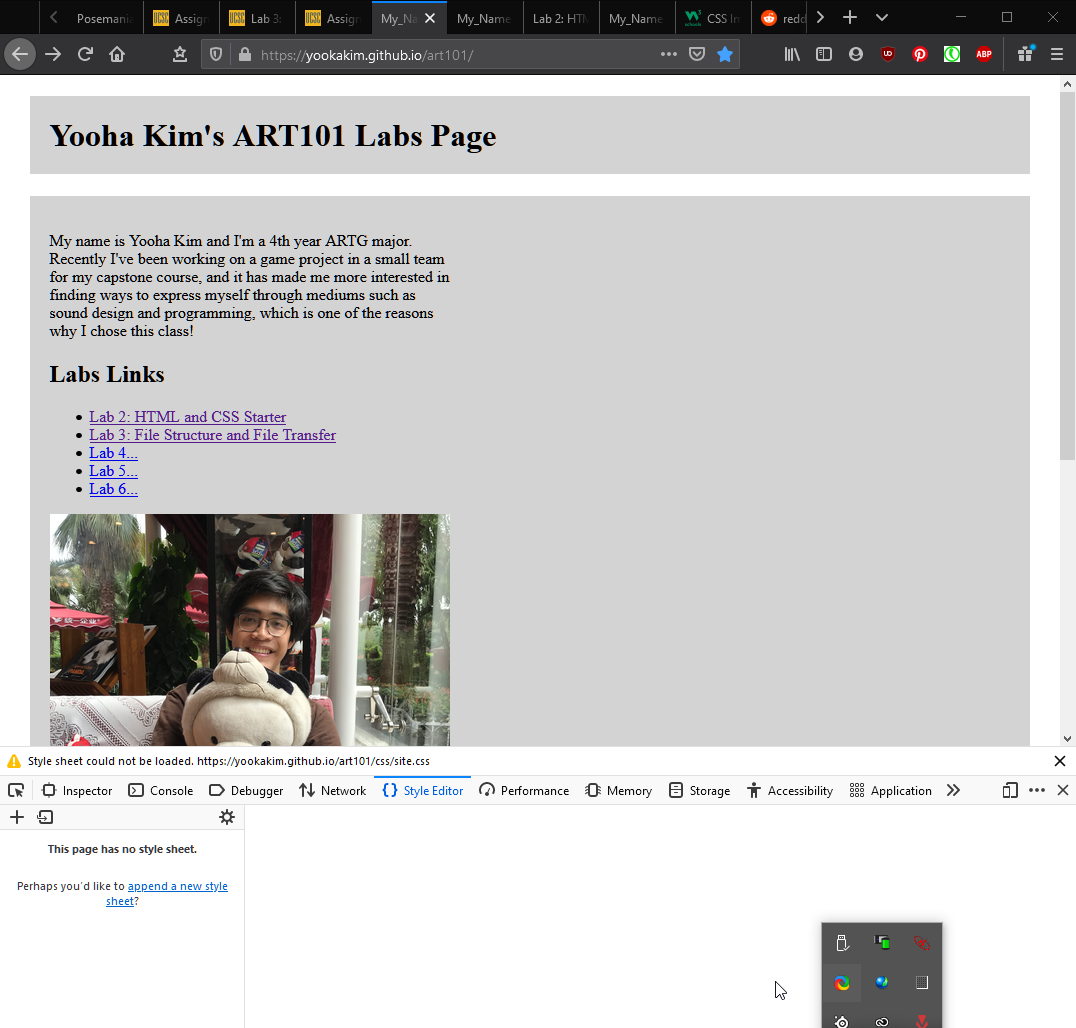 Posemani
Assign
Lab 3:
Assign
My_Na
My_Name
Lab 2: HTM
My_Name
CSS In
redd
https://yookakim.github.io/art101/
UD
ABP
Yooha Kim's ART101 Labs Page
My name is Yooha Kim and I'm a 4th year ARTG major.
Recently I've been working on a game project in a small team
for my capstone course, and it has made me more interested in
finding ways to express myself through mediums such as
sound design and programming, which is one of the reasons
why I chose this class!
Labs Links
Lab 2: HTML and CSS Starter
Lab 3: File Structure and File Transfer
Lab 4...
Lab 5...
Lab 6...
Style sheet could not be loaded. https://yookakim.github.io/art101/css/site.css
Inspector
Console
Debugger
Network
{} Style Editor
Performance
Memory
Storage
Accessibility
Application
This page has no style sheet.
Perhaps you'd like to append a new style
sheet?